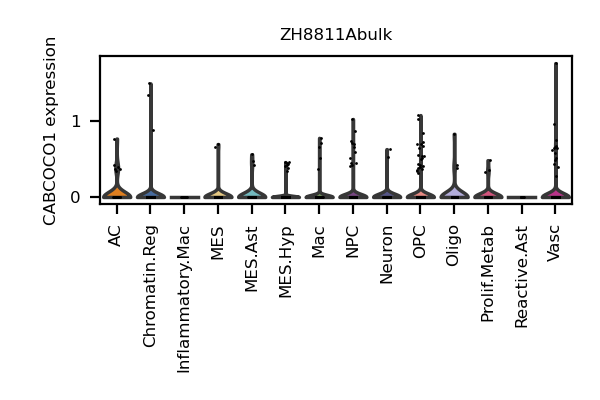 ZH8811Abulk
CABCOCO1 expression
1
0
AC
Chromatin.Reg
Inflammatory.Mac
MES
MES.Ast
MES.Hyp
Mac
NPC
Neuron
OPC
Oligo
Prolif.Metab
Reactive.Ast
Vasc